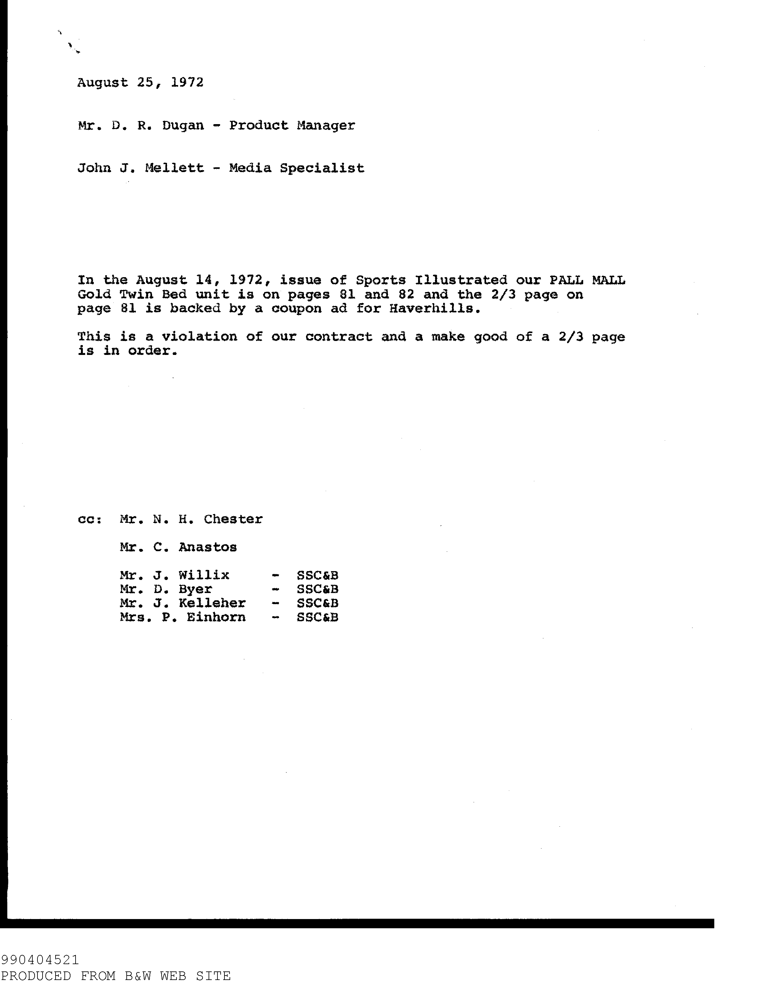 August 25, 1972
Mr. D. R. Dugan - Product Manager
John J. Mellett - Media Specialist
In the August 14, 1972, issue of Sports Illustrated our PALL MALL
Gold Twin Bed unit is on pages 81 and 82 and the 2/3 page on
page 81 is backed by a coupon ad for Haverhills.
This is a violation of our contract and a make good of a 2/3 page
is in order.
cc: Mr. N. H. Chester
Mr. C. Anastos
Mr. J. Willix - SSC&B
Mr. D. Byer - SSC&B
Mr. J. Kelleher - SSC&B
Mrs. P. Einhorn - SSC&B
990404521
PRODUCED FROM B&W WEB SITE